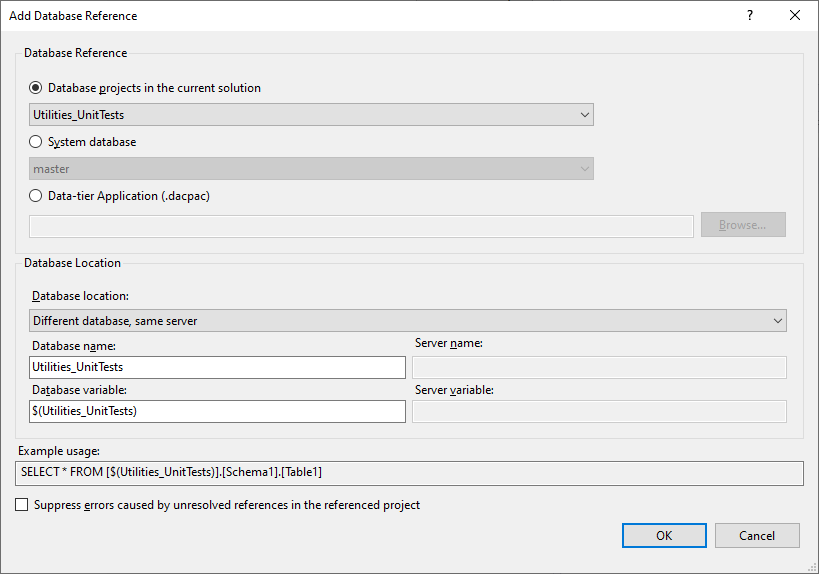 Add Database Reference
?
Database Reference
Database projects in the current solution
Utilities_UnitTests
System database
master
Data-tier Application (.dacpac)
Browse...
Database Location
Database location:
Different database, same server
Database name:
Server name:
Utilities_UnitTests
Database variable:
Server variable:
$(Utilities_UnitTests)
Example usage:
SELECT * FROM [$(Utilities_UnitTests)].[Schema1].[Table1]
Suppress errors caused by unresolved references in the referenced project
OK
Cancel